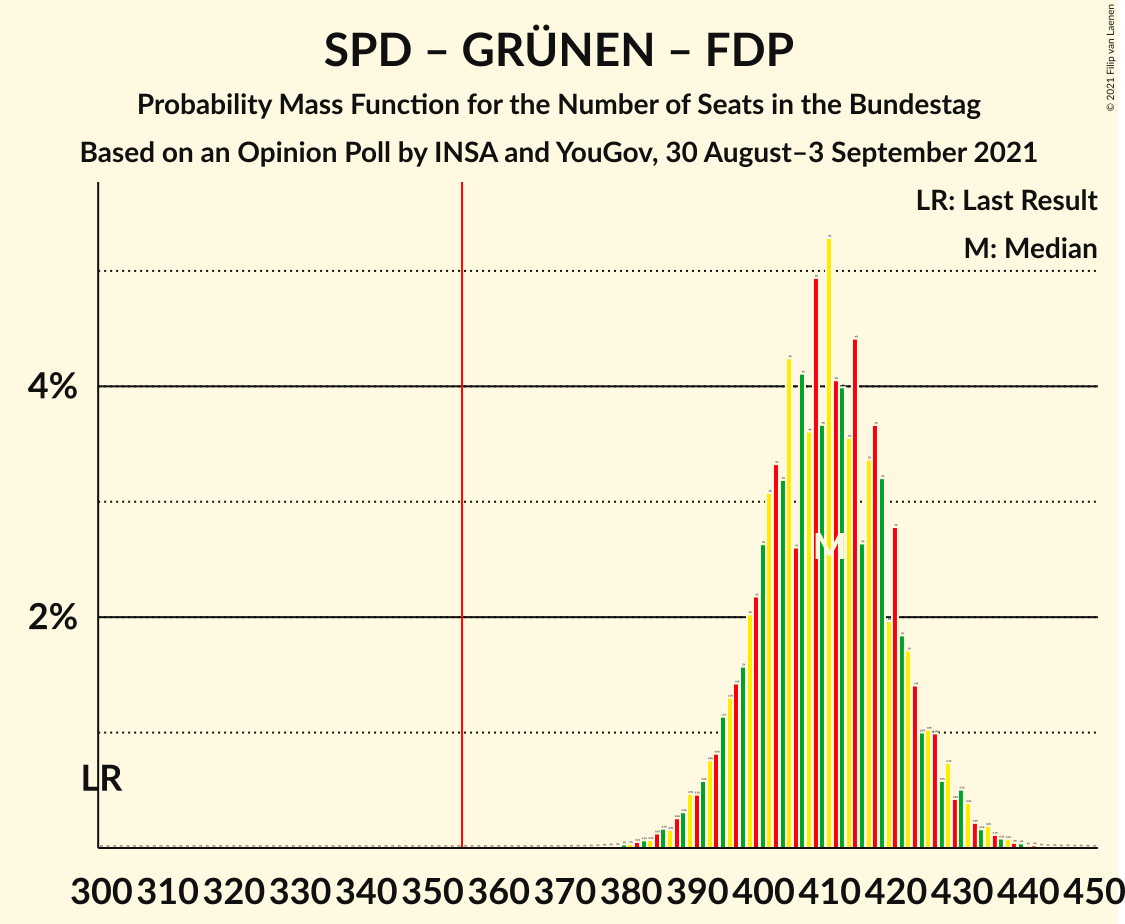 SPD – GRÜNEN – FDP
Probability Mass Function for the Number of Seats in the Bundestag
Based on an Opinion Poll by INSA and YouGov, 30 August–3 September 2021
© 2021 Filip van Laenen
LR: Last Result
M: Median
4%
2%
M
LR
300 310 320 330 340 350 360 370 380 390 400 410 420 430 440 450